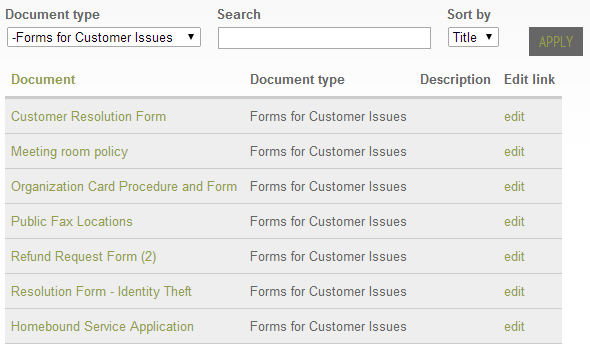 Document type Search Sort by
-Forms for Customer Issues Title APPLY
Document Document type Description Edit link
Customer Resolution Form Forms for Customer Issues edit
Meeting room policy Forms for Customer Issues edit
Organization Card Procedure and Form Forms for Customer Issues edit
Public Fax Locations Forms for Customer Issues edit
Refund Request Form (2) Forms for Customer Issues edit
Resolution Form - Identity Theft Forms for Customer Issues edit
Homebound Service Application Forms for Customer Issues edit